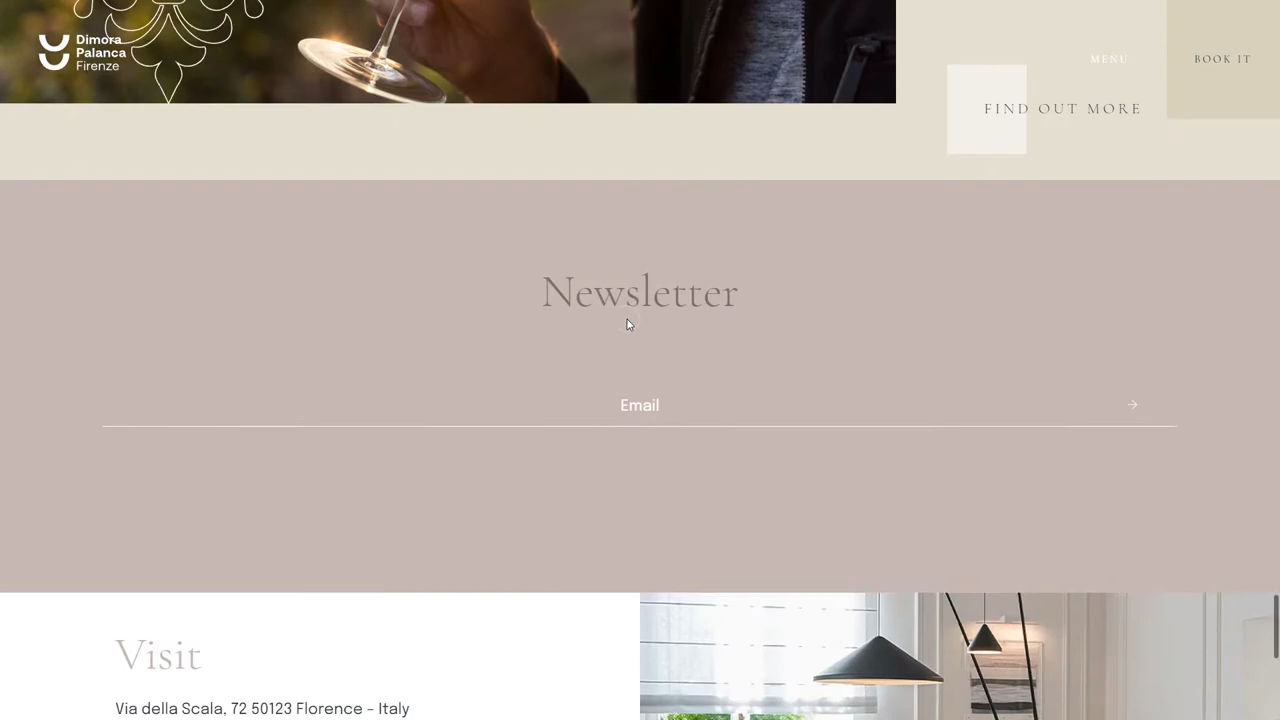 Dimora
Palanca
Firenze
MENU
BOOK IT
FIND OUT MORE
Newsletter
Email
Visit
Via della Scala, 72 50123 Florence – Italy